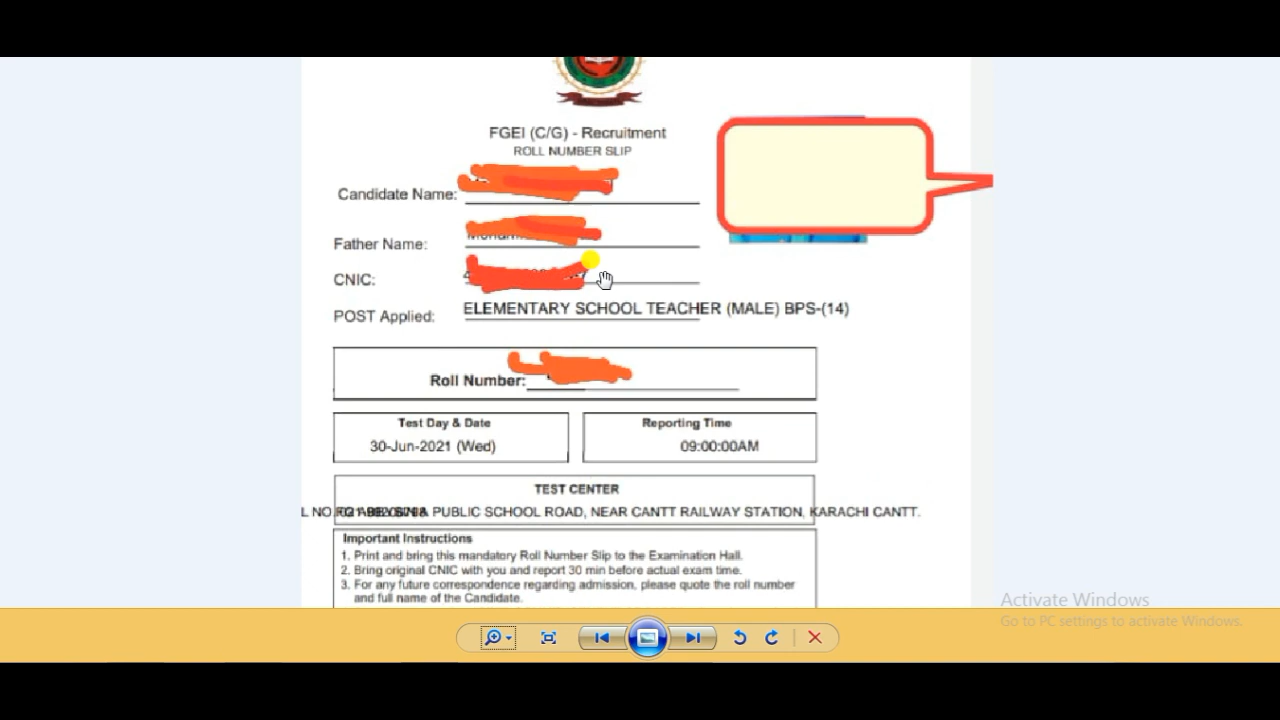 FGEI (C/G) - Recruitment
ROLL NUMBER SLIP
Candidate Name:
Father Name:
CNIC:
POST Applied: ELEMENTARY SCHOOL TEACHER (MALE) BPS-(14)
Roll Number:
Test Day & Date
30-Jun-2021 (Wed)
Reporting Time
09:00:00AM
TEST CENTER
L NO. PUBLIC SCHOOL ROAD, NEAR CANTT RAILWAY STATION, KARACHI CANTT.
Important Instructions
1. Print and bring this mandatory Roll Number Slip to the Examination Hall.
2. Bring original CNIC with you and report 30 min before actual exam time.
3. For any future correspondence regarding admission, please quote the roll number
and full name of the Candidate.
Activate Windows
Go to PC settings to activate Windows.